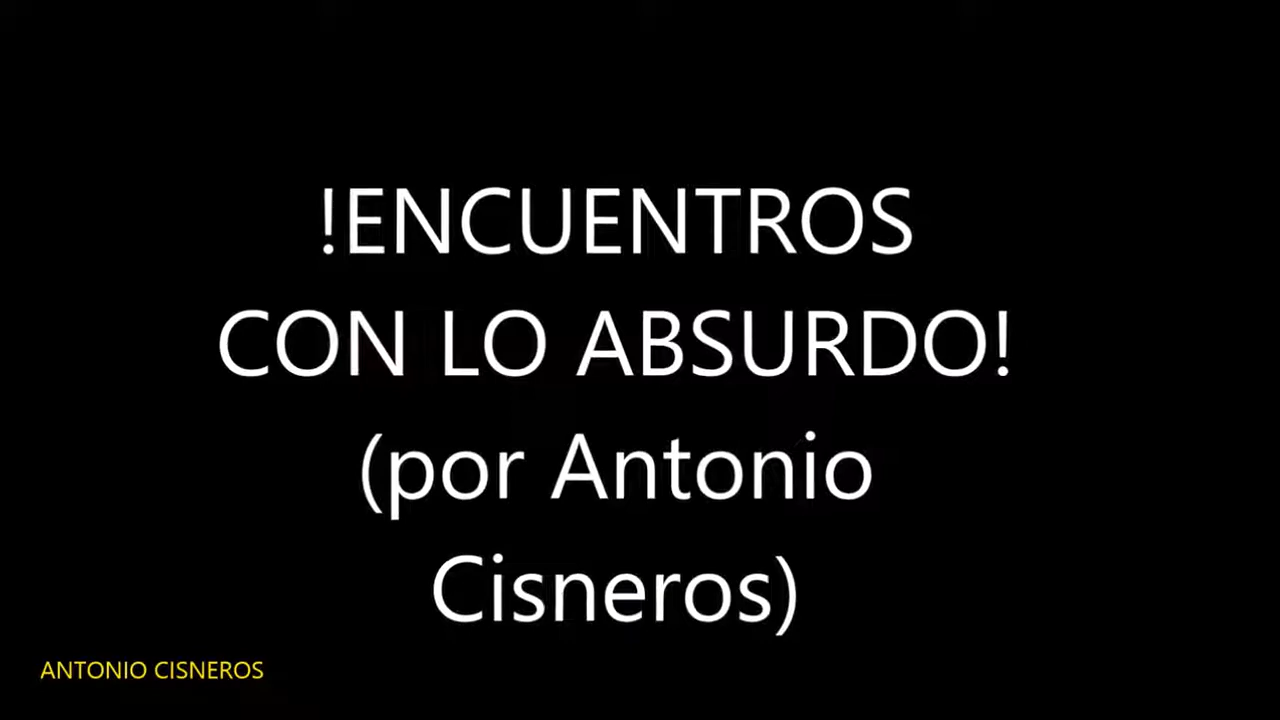 !ENCUENTROS
CON LO ABSURDO!
(por Antonio
Cisneros)
ANTONIO CISNEROS